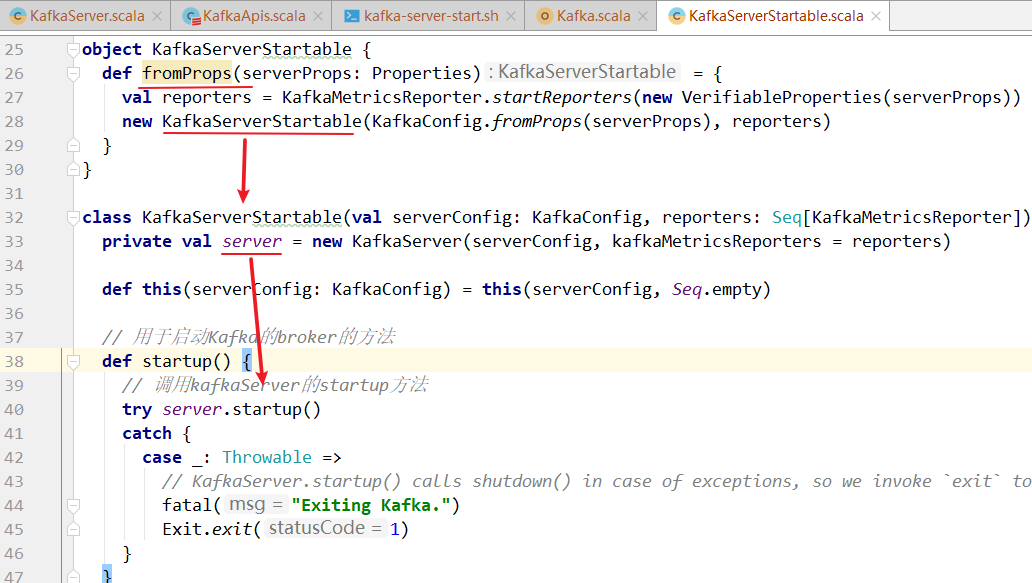 KafkaServer.scala × KafkaApis.scala × kafka-server-start.sh × Kafka.scala × KafkaServerStartable.scala ×
25 object KafkaServerStartable {
26 def fromProps(serverProps: Properties) : KafkaServerStartable = {
27 val reporters = KafkaMetricsReporter.startReporters(new VerifiableProperties(serverProps))
28 new KafkaServerStartable(KafkaConfig.fromProps(serverProps), reporters)
29 }
30 }
31
32 class KafkaServerStartable(val serverConfig: KafkaConfig, reporters: Seq[KafkaMetricsReporter])
33 private val server = new KafkaServer(serverConfig, kafkaMetricsReporters = reporters)
34
35 def this(serverConfig: KafkaConfig) = this(serverConfig, Seq.empty)
36
37 // 用于启动Kafka的broker的方法
38 def startup() {
39 // 调用kafkaServer的startup方法
40 try server.startup()
41 catch {
42 case _: Throwable =>
43 // KafkaServer.startup() calls shutdown() in case of exceptions, so we invoke `exit` to
44 fatal( msg = "Exiting Kafka.")
45 Exit.exit( statusCode = 1)
46 }
47 }